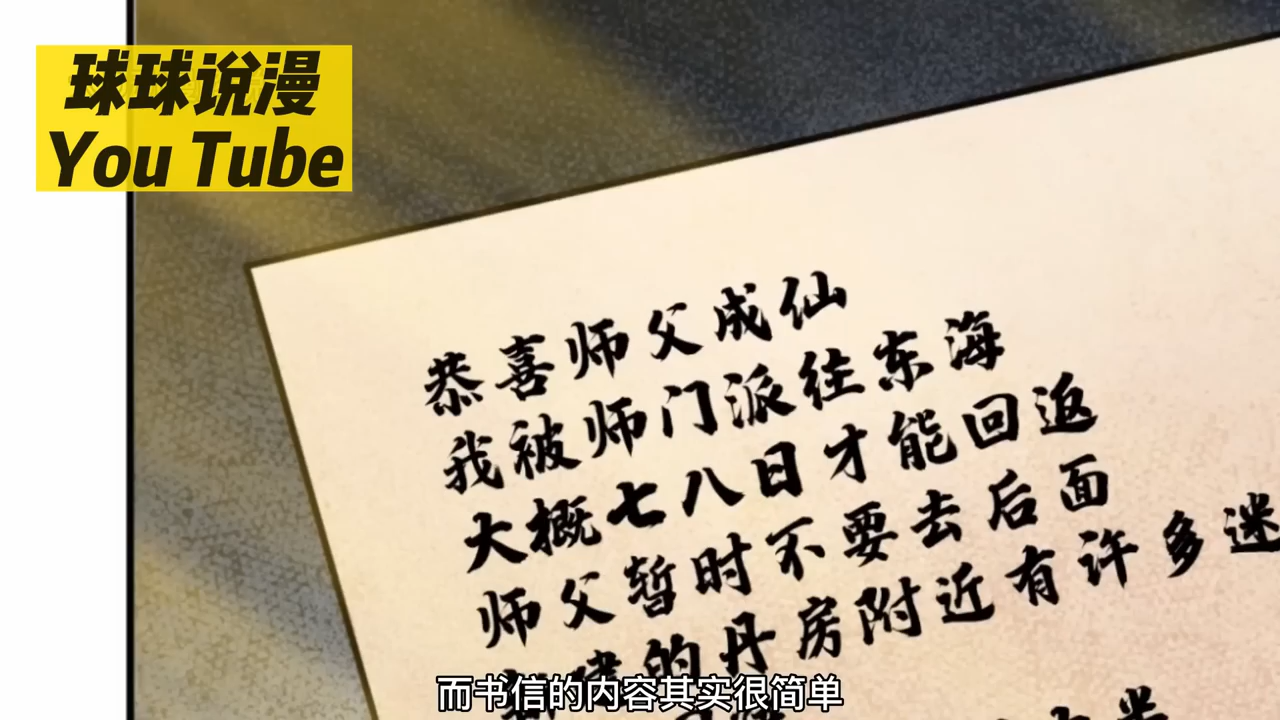 球球说漫
You Tube
恭喜师父成仙
我被师门派往东海
大概七八日才能回返
师父暂时不要去后面
的丹房附近有许多迷
而书信的内容其实很简单